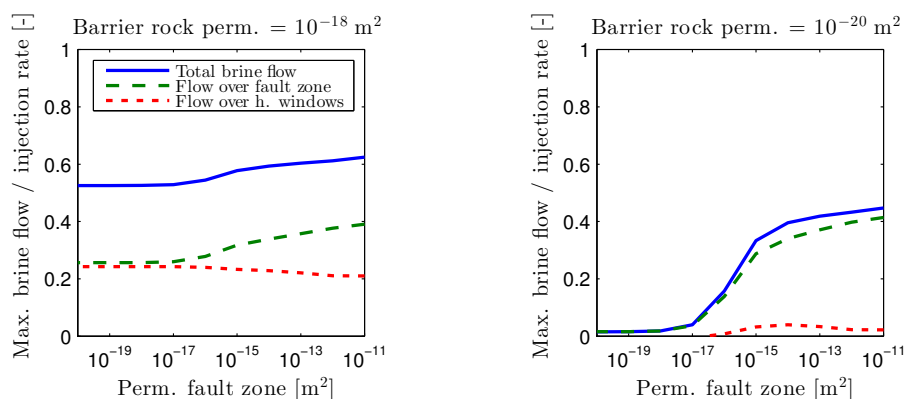 Barrier rock perm. = 10⁻¹⁸ m²
Max. brine flow / injection rate [-]
1
0.8
0.6
0.4
0.2
0
Total brine flow
Flow over fault zone
Flow over h. windows
10⁻¹⁹ 10⁻¹⁷ 10⁻¹⁵ 10⁻¹³ 10⁻¹¹
Perm. fault zone [m²]
Barrier rock perm. = 10⁻²⁰ m²
Max. brine flow / injection rate [-]
1
0.8
0.6
0.4
0.2
0
10⁻¹⁹ 10⁻¹⁷ 10⁻¹⁵ 10⁻¹³ 10⁻¹¹
Perm. fault zone [m²]